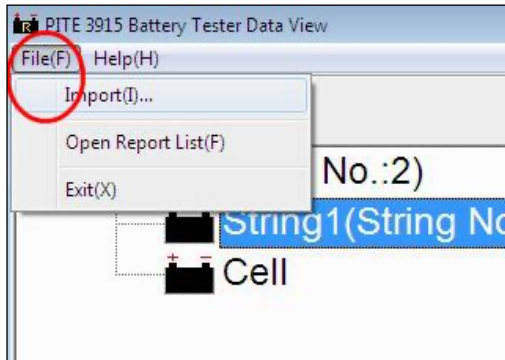 PITE 3915 Battery Tester Data View
File(F) Help(H)
Import(I)...
Open Report List(F)
Exit(X)
No.:2)
String1(String No
Cell